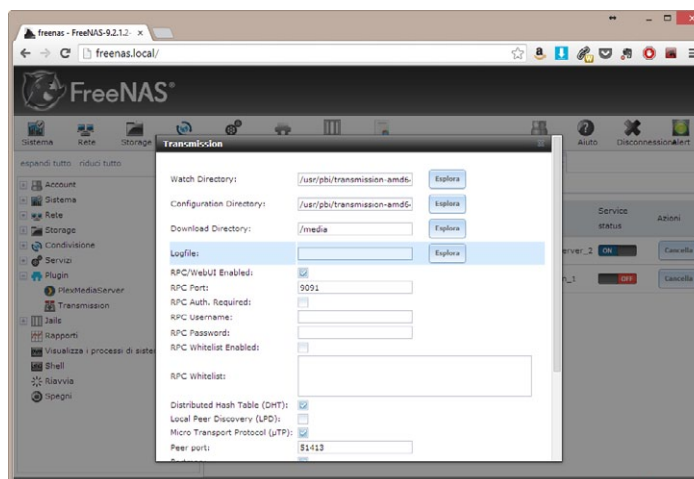 freenas - FreeNAS-9.2.1.2-
freenas.local/
FreeNAS®
Sistema Rete Storage Aiuto Disconnessione Alert
espandi tutto riduci tutto
Transmission
Account
Sistema
Rete
Storage
Condivisione
Servizi
Plugin
PlexMediaServer
Transmission
Jails
Rapporti
Visualizza i processi di siste
Shell
Riavvia
Spegni
Watch Directory: /usr/pbi/transmission-amd6 Esplora
Configuration Directory: /usr/pbi/transmission-amd6 Esplora
Download Directory: /media Esplora
Logfile: Esplora
RPC/WebUI Enabled:
RPC Port: 9091
RPC Auth. Required:
RPC Username:
RPC Password:
RPC Whitelist Enabled:
RPC Whitelist:
Distributed Hash Table (DHT):
Local Peer Discovery (LPD):
Micro Transport Protocol (µTP):
Peer port: 51413
Service status Azioni
erver_2 ON Cancella
n_1 OFF Cancella